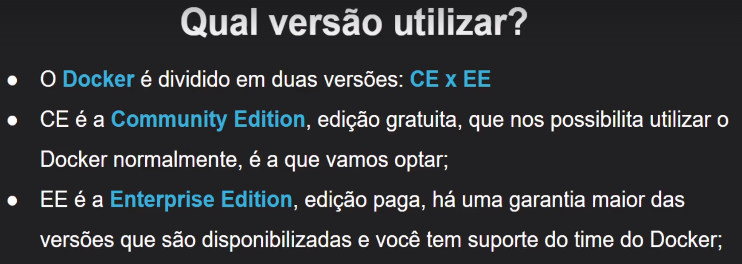 Qual versão utilizar?
● O Docker é dividido em duas versões: CE x EE
● CE é a Community Edition, edição gratuita, que nos possibilita utilizar o
Docker normalmente, é a que vamos optar;
● EE é a Enterprise Edition, edição paga, há uma garantia maior das
versões que são disponibilizadas e você tem suporte do time do Docker;